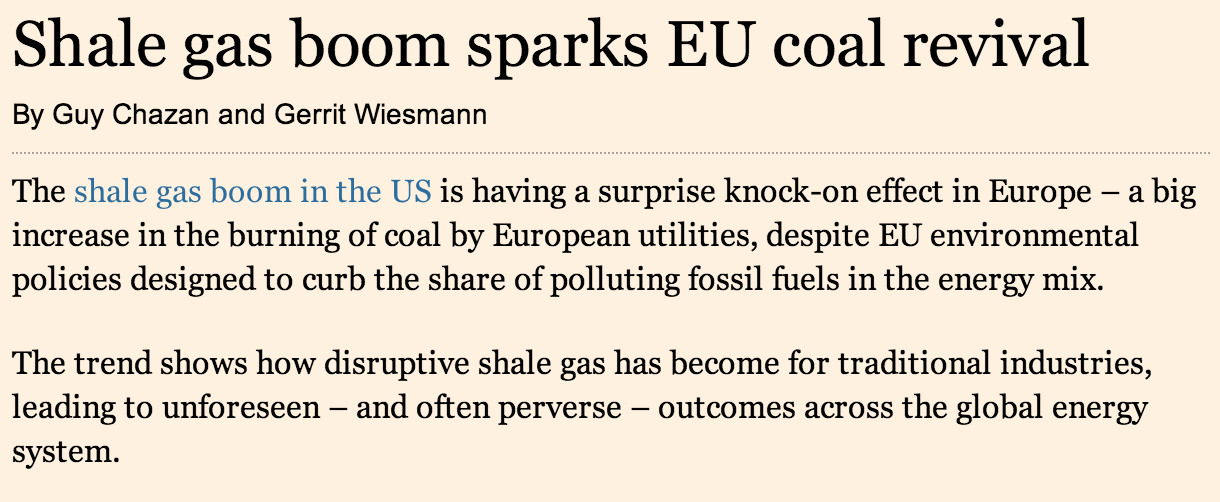 Shale gas boom sparks EU coal revival
By Guy Chazan and Gerrit Wiesmann
The shale gas boom in the US is having a surprise knock-on effect in Europe – a big
increase in the burning of coal by European utilities, despite EU environmental
policies designed to curb the share of polluting fossil fuels in the energy mix.
The trend shows how disruptive shale gas has become for traditional industries,
leading to unforeseen – and often perverse – outcomes across the global energy
system.